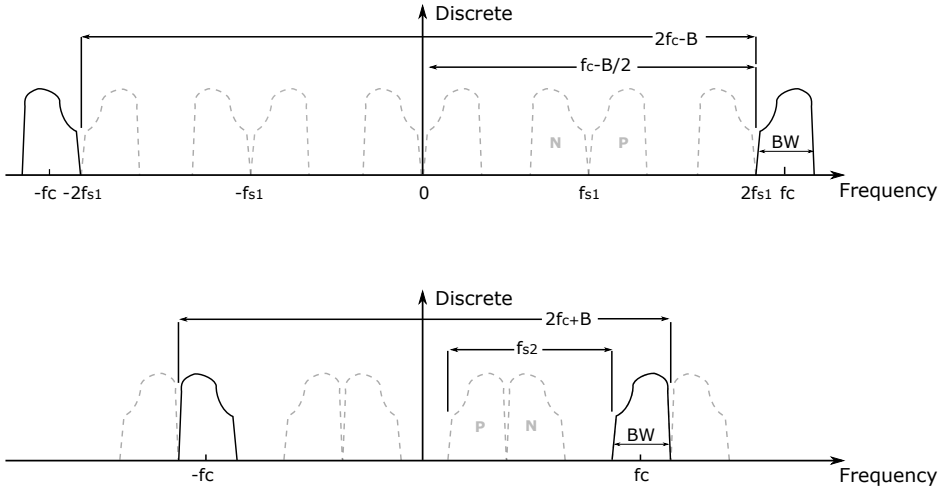 Discrete
2fc-B
fc-B/2
N P
BW
-fc -2fs1 -fs1 0 fs1 2fs1 fc Frequency
Discrete
2fc+B
fs2
P N
BW
-fc fc Frequency